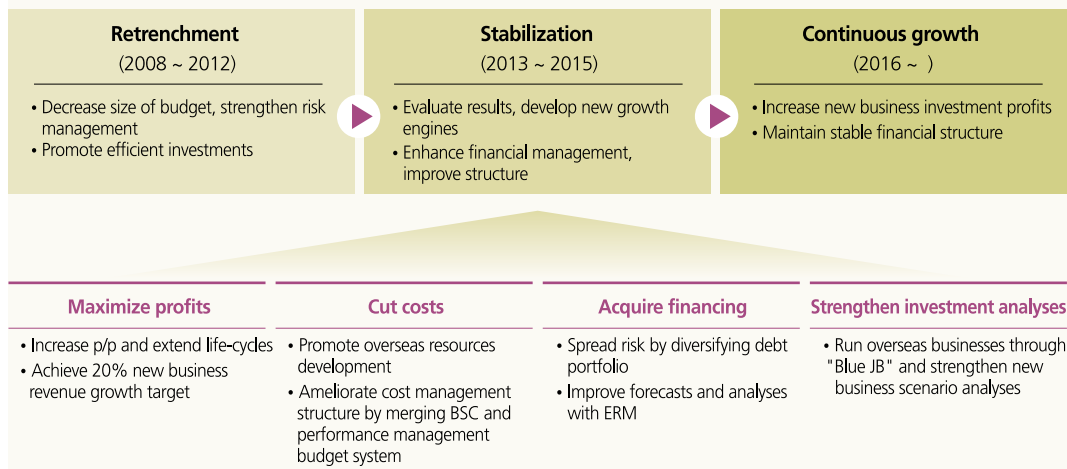 Retrenchment
(2008 ~ 2012)
• Decrease size of budget, strengthen risk
management
• Promote efficient investments
Stabilization
(2013 ~ 2015)
• Evaluate results, develop new growth
engines
• Enhance financial management,
improve structure
Continuous growth
(2016 ~ )
• Increase new business investment profits
• Maintain stable financial structure
Maximize profits
• Increase p/p and extend life-cycles
• Achieve 20% new business
revenue growth target
Cut costs
• Promote overseas resources
development
• Ameliorate cost management
structure by merging BSC and
performance management
budget system
Acquire financing
• Spread risk by diversifying debt
portfolio
• Improve forecasts and analyses
with ERM
Strengthen investment analyses
• Run overseas businesses through
"Blue JB" and strengthen new
business scenario analyses